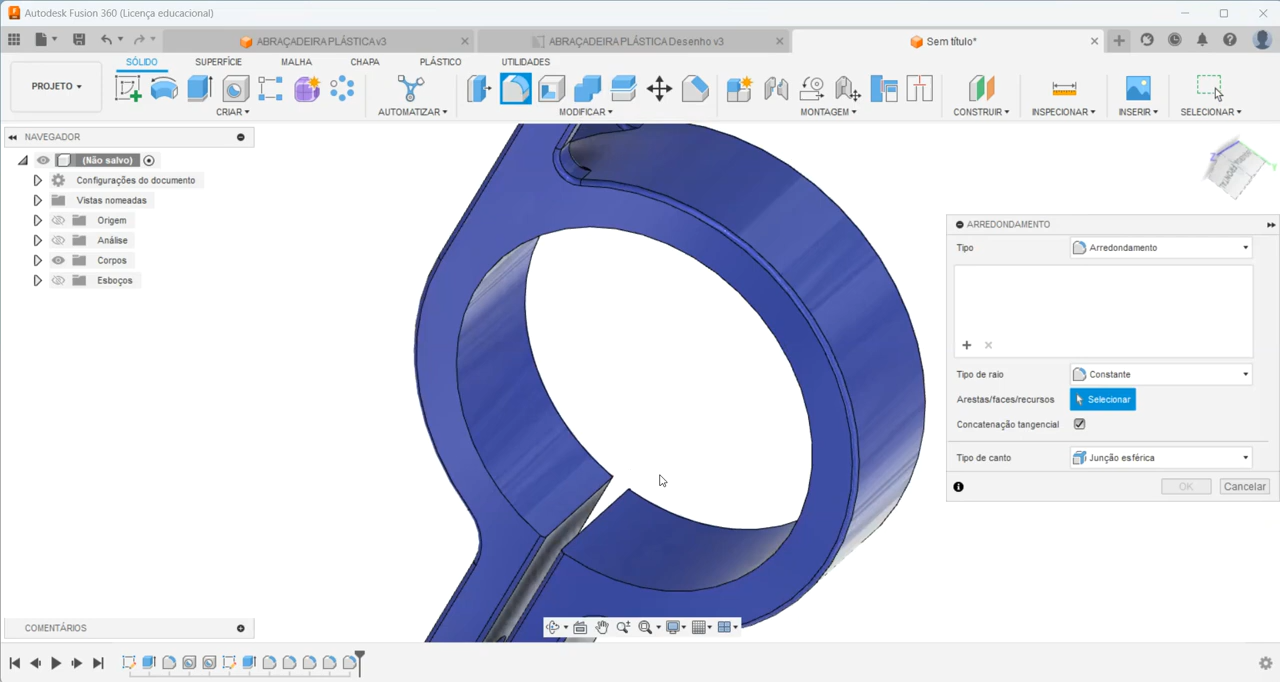 Autodesk Fusion 360 (Licença educacional)
ABRAÇADEIRA PLÁSTICA v3
ABRAÇADEIRA PLÁSTICA Desenho v3
Sem título*
SÓLIDO SUPERFÍCIE MALHA CHAPA PLÁSTICO UTILIDADES
PROJETO
CRIAR AUTOMATIZAR MODIFICAR MONTAGEM CONSTRUIR INSPECIONAR INSERIR SELECIONAR
NAVEGADOR
(Não salvo)
Configurações do documento
Vistas nomeadas
Origem
Análise
Corpos
Esboços
ARREDONDAMENTO
Tipo Arredondamento
Tipo de raio Constante
Arestas/faces/recursos Selecionar
Concatenação tangencial
Tipo de canto Junção esférica
OK Cancelar
COMENTÁRIOS